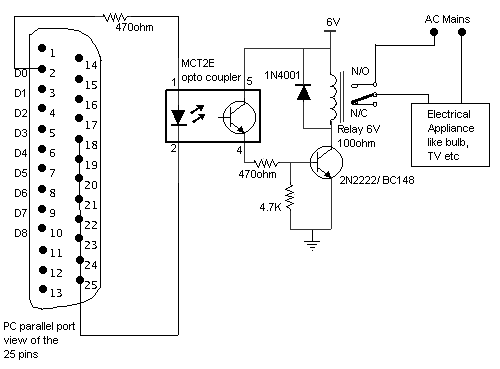 6V
AC Mains
470ohm
MCT2E
opto coupler
1N4001
N/O
N/C
Relay 6V
100ohm
Electrical
Appliance
like bulb,
TV etc
1
5
2
4
470ohm
4.7K
2N2222/ BC148
D0
D1
D2
D3
D4
D5
D6
D7
D8
1
2
3
4
5
6
7
8
9
10
11
12
13
14
15
16
17
18
19
20
21
22
23
24
25
PC parallel port
view of the
25 pins